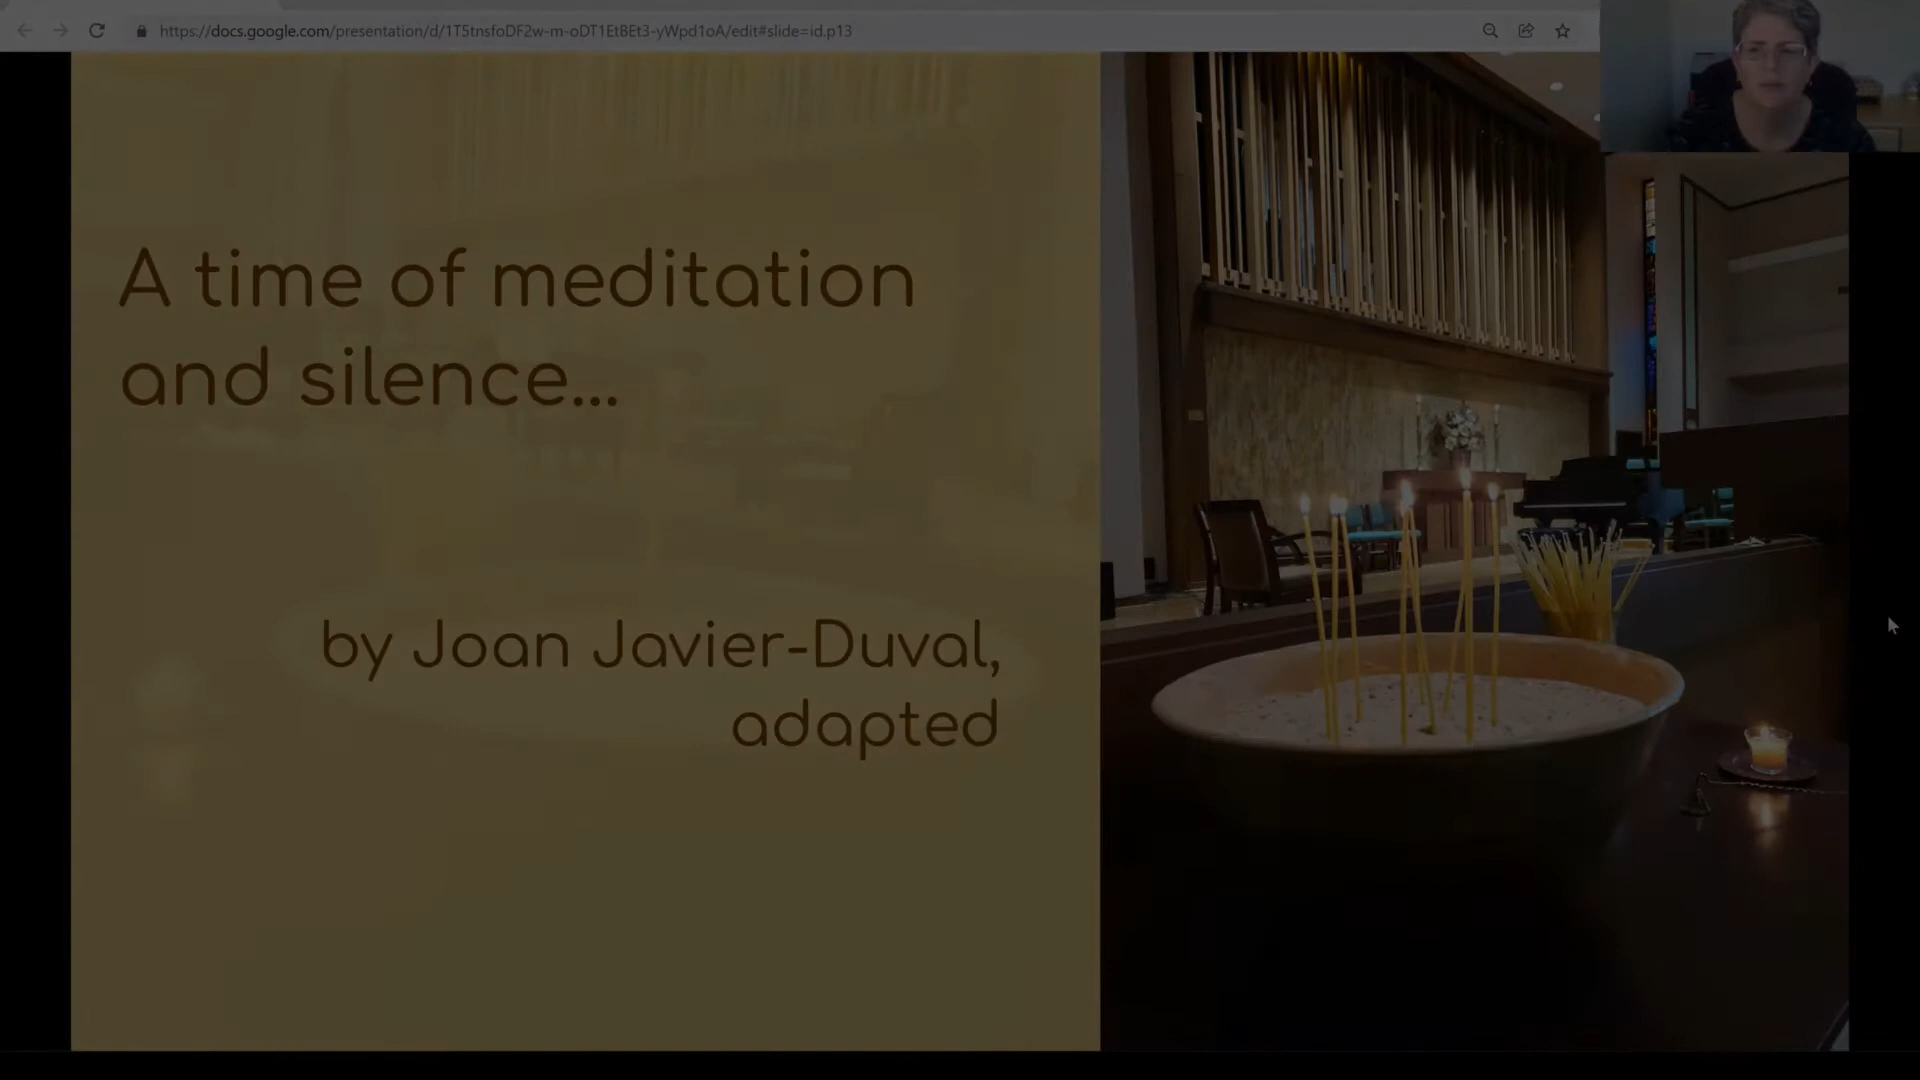 https://docs.google.com/presentation/d/1T5tnsfoDF2w-m-oDT1EtBEt3-yWpd1oA/edit#slide=id.p13
A time of meditation
and silence...
by Joan Javier-Duval,
adapted